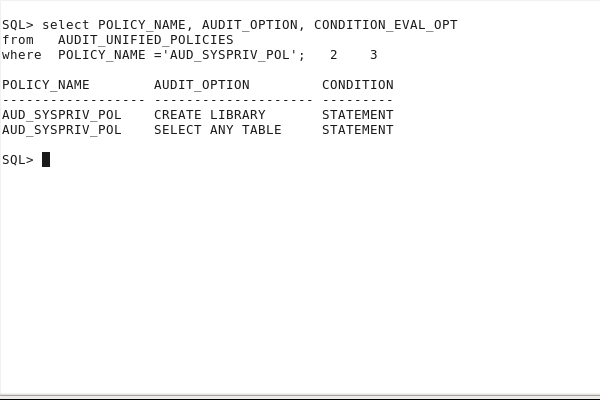 SQL> select POLICY_NAME, AUDIT_OPTION, CONDITION_EVAL_OPT
from   AUDIT_UNIFIED_POLICIES
where  POLICY_NAME ='AUD_SYSPRIV_POL';   2    3
POLICY_NAME        AUDIT_OPTION         CONDITION
------------------ -------------------- ---------
AUD_SYSPRIV_POL    CREATE LIBRARY       STATEMENT
AUD_SYSPRIV_POL    SELECT ANY TABLE     STATEMENT
SQL>